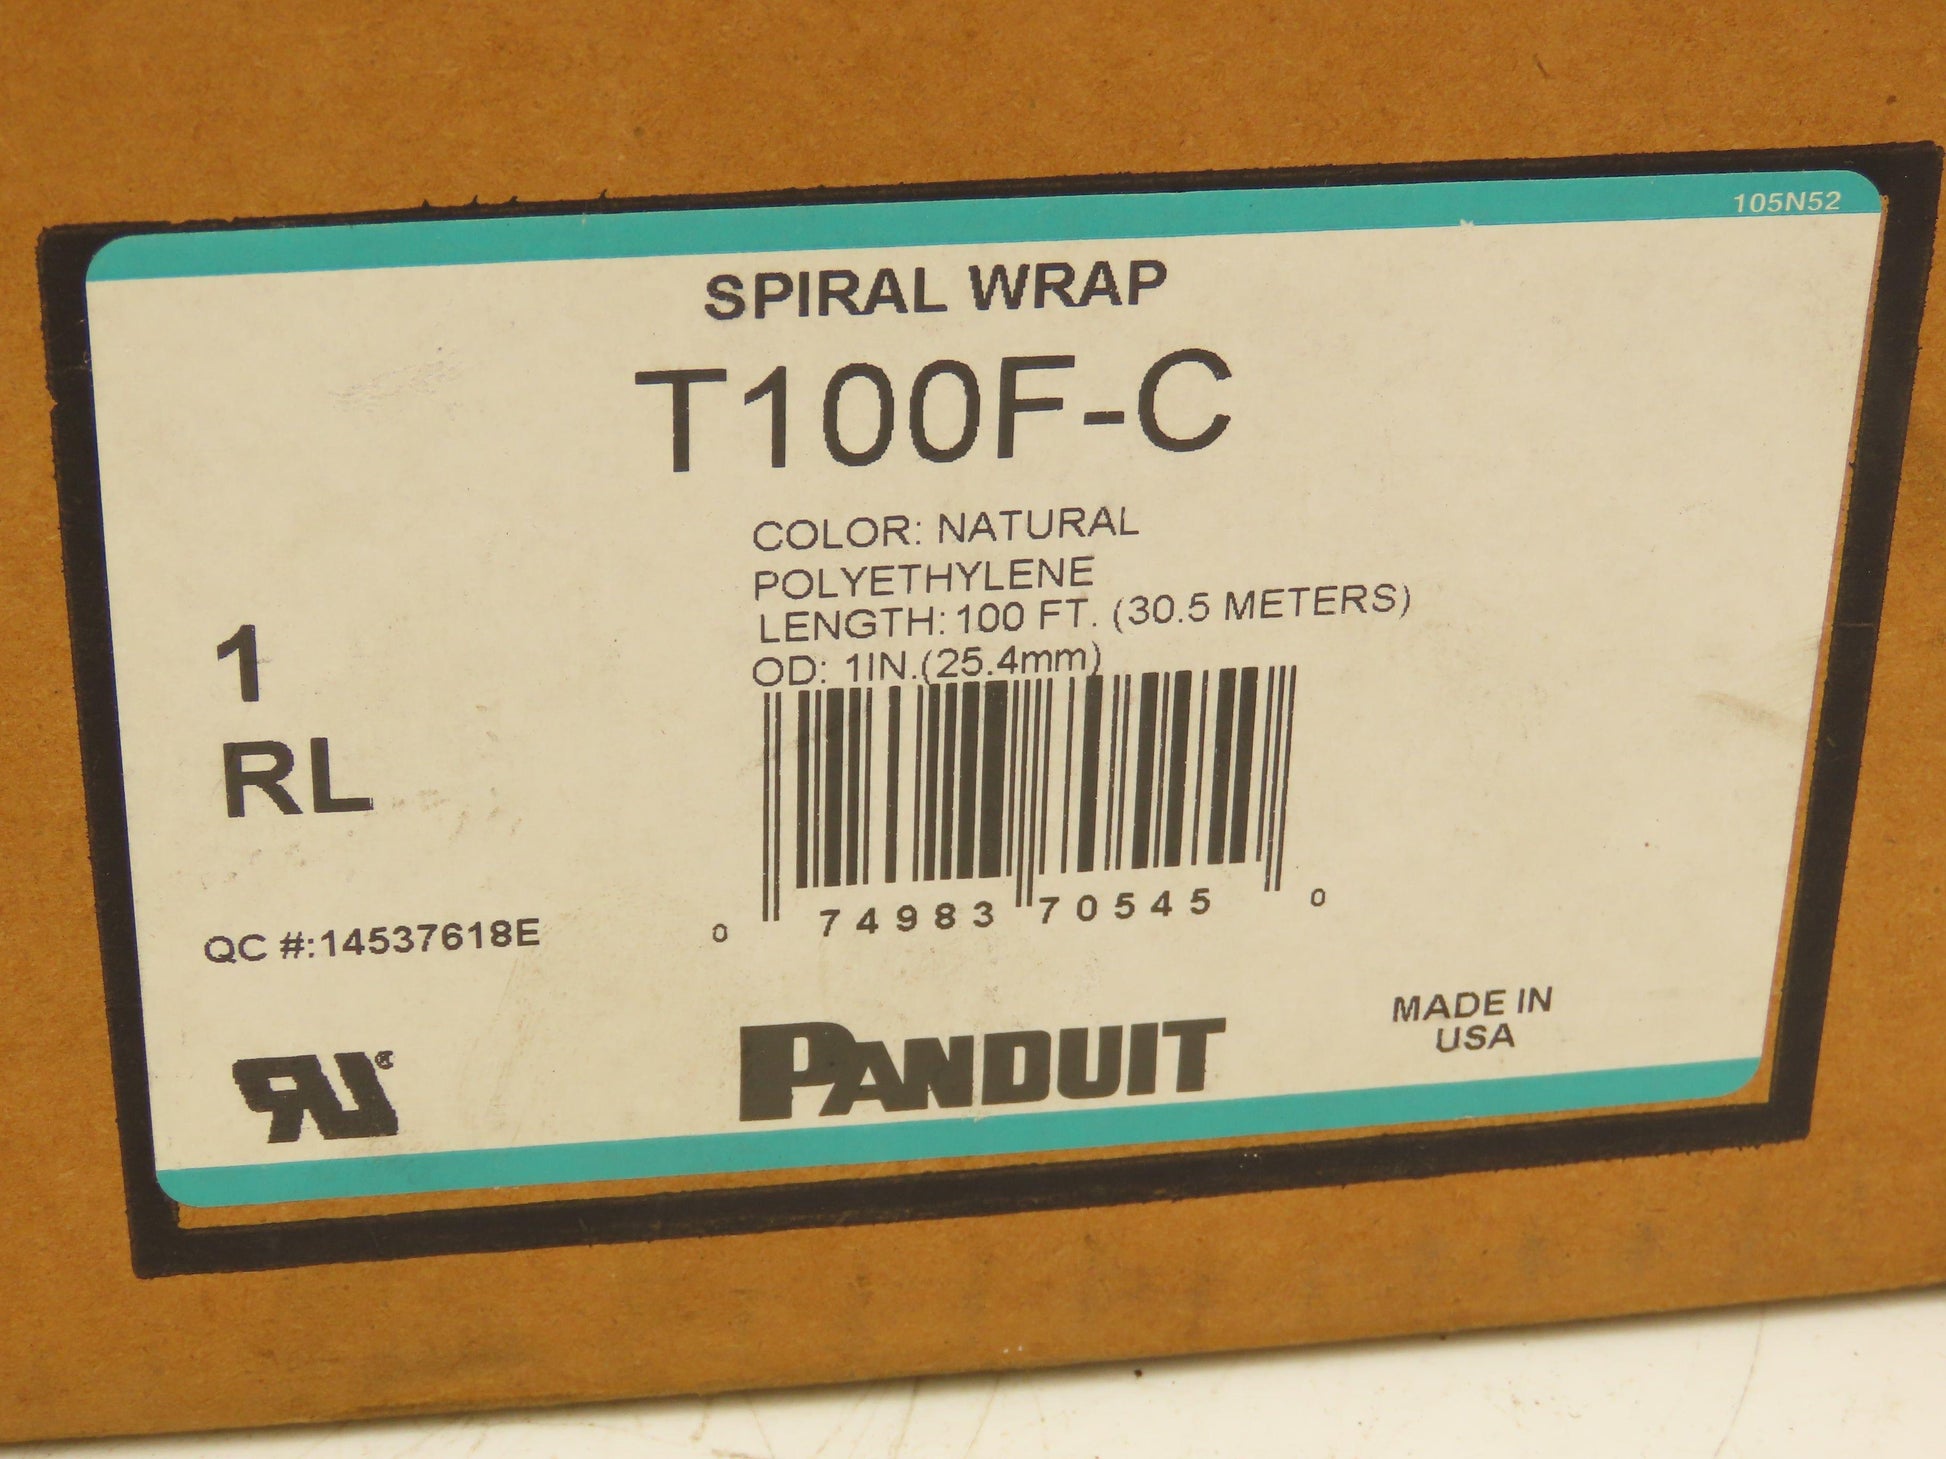 105N52
SPIRAL WRAP
T100F-C
COLOR: NATURAL
POLYETHYLENE
LENGTH: 100 FT. (30.5 METERS)
OD: 1IN.(25.4mm)
1
RL
0 74983 70545 0
QC #:14537618E
RU®
PANDUIT
MADE IN
USA